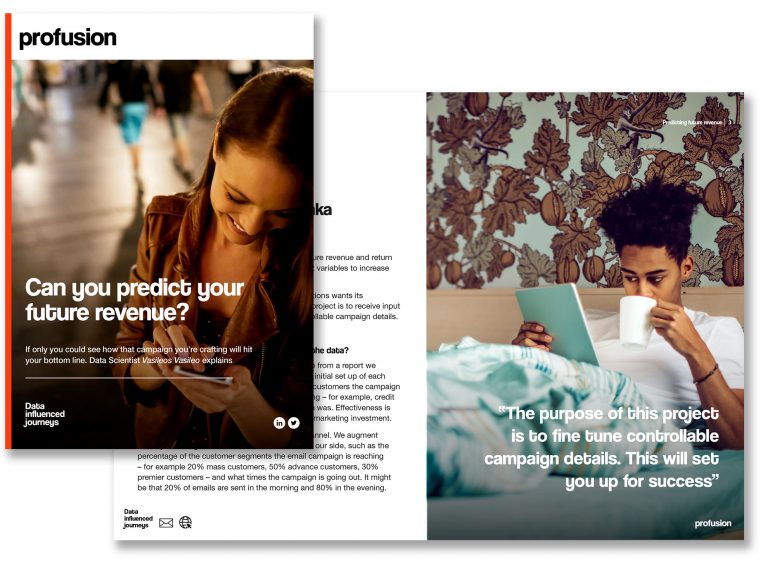 profusion
Can you predict your
future revenue?
If only you could see how that campaign you're crafting will hit
your bottom line. Data Scientist Vasileos Vasileo explains
Data
influenced
journeys
in
revenue and return
variables to increase
wants its
project is to receive input
campaign details.
data?
from a report we
initial set up of each
customers the campaign
– for example, credit
was. Effectiveness is
marketing investment.
We augment
our side, such as the
percentage of the customer segments the email campaign is reaching
– for example 20% mass customers, 50% advance customers, 30%
premier customers – and what times the campaign is going out. It might
be that 20% of emails are sent in the morning and 80% in the evening.
Data
influenced
journeys
Predicting future revenue | 3
"The purpose of this project
is to fine tune controllable
campaign details. This will set
you up for success”
profusion